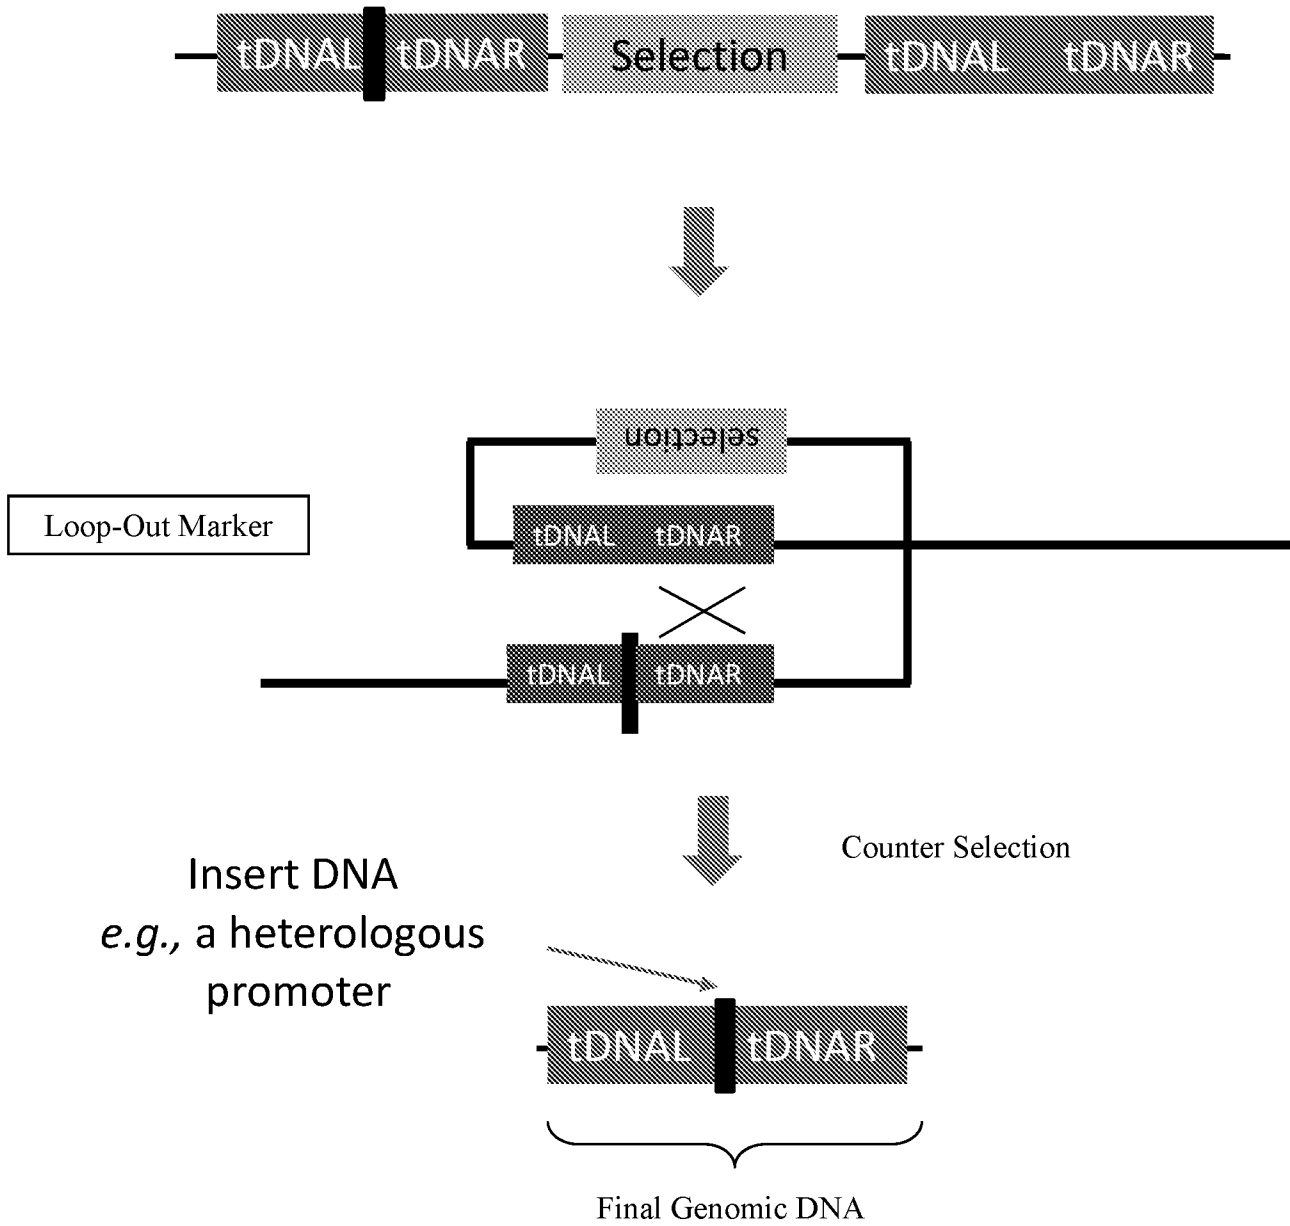 tDNAL tDNAR Selection tDNAL tDNAR
selection
Loop-Out Marker
tDNAL tDNAR
tDNAL tDNAR
Counter Selection
Insert DNA
e.g., a heterologous
promoter
tDNAL tDNAR
Final Genomic DNA